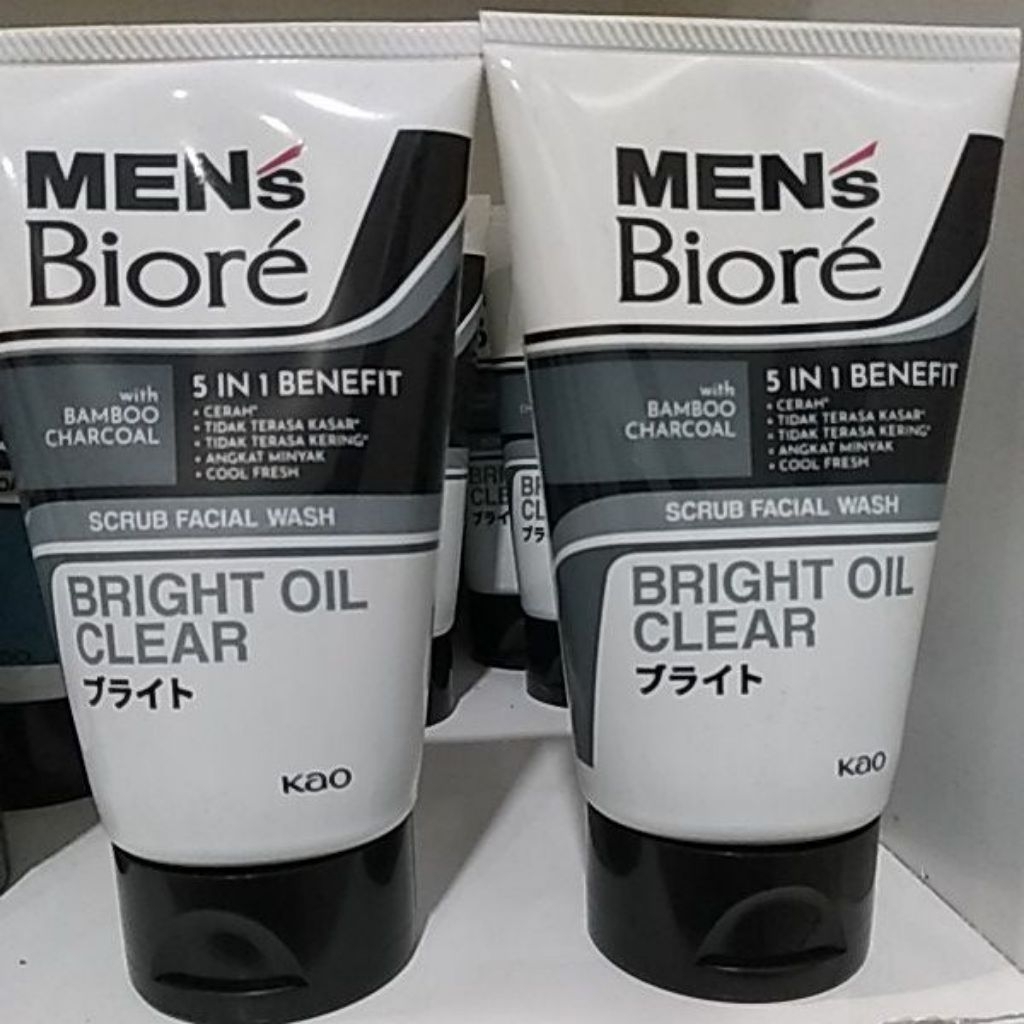 MEN's
Bioré
with
BAMBOO
CHARCOAL
5 IN 1 BENEFIT
• CERAH*
• TIDAK TERASA KASAR*
• TIDAK TERASA KERING*
• ANGKAT MINYAK
• COOL FRESH
SCRUB FACIAL WASH
BRIGHT OIL
CLEAR
ブライト
Kao
MEN's
Bioré
with
BAMBOO
CHARCOAL
5 IN 1 BENEFIT
• CERAH*
• TIDAK TERASA KASAR*
• TIDAK TERASA KERING*
• ANGKAT MINYAK
• COOL FRESH
SCRUB FACIAL WASH
BRIGHT OIL
CLEAR
ブライト
Kao